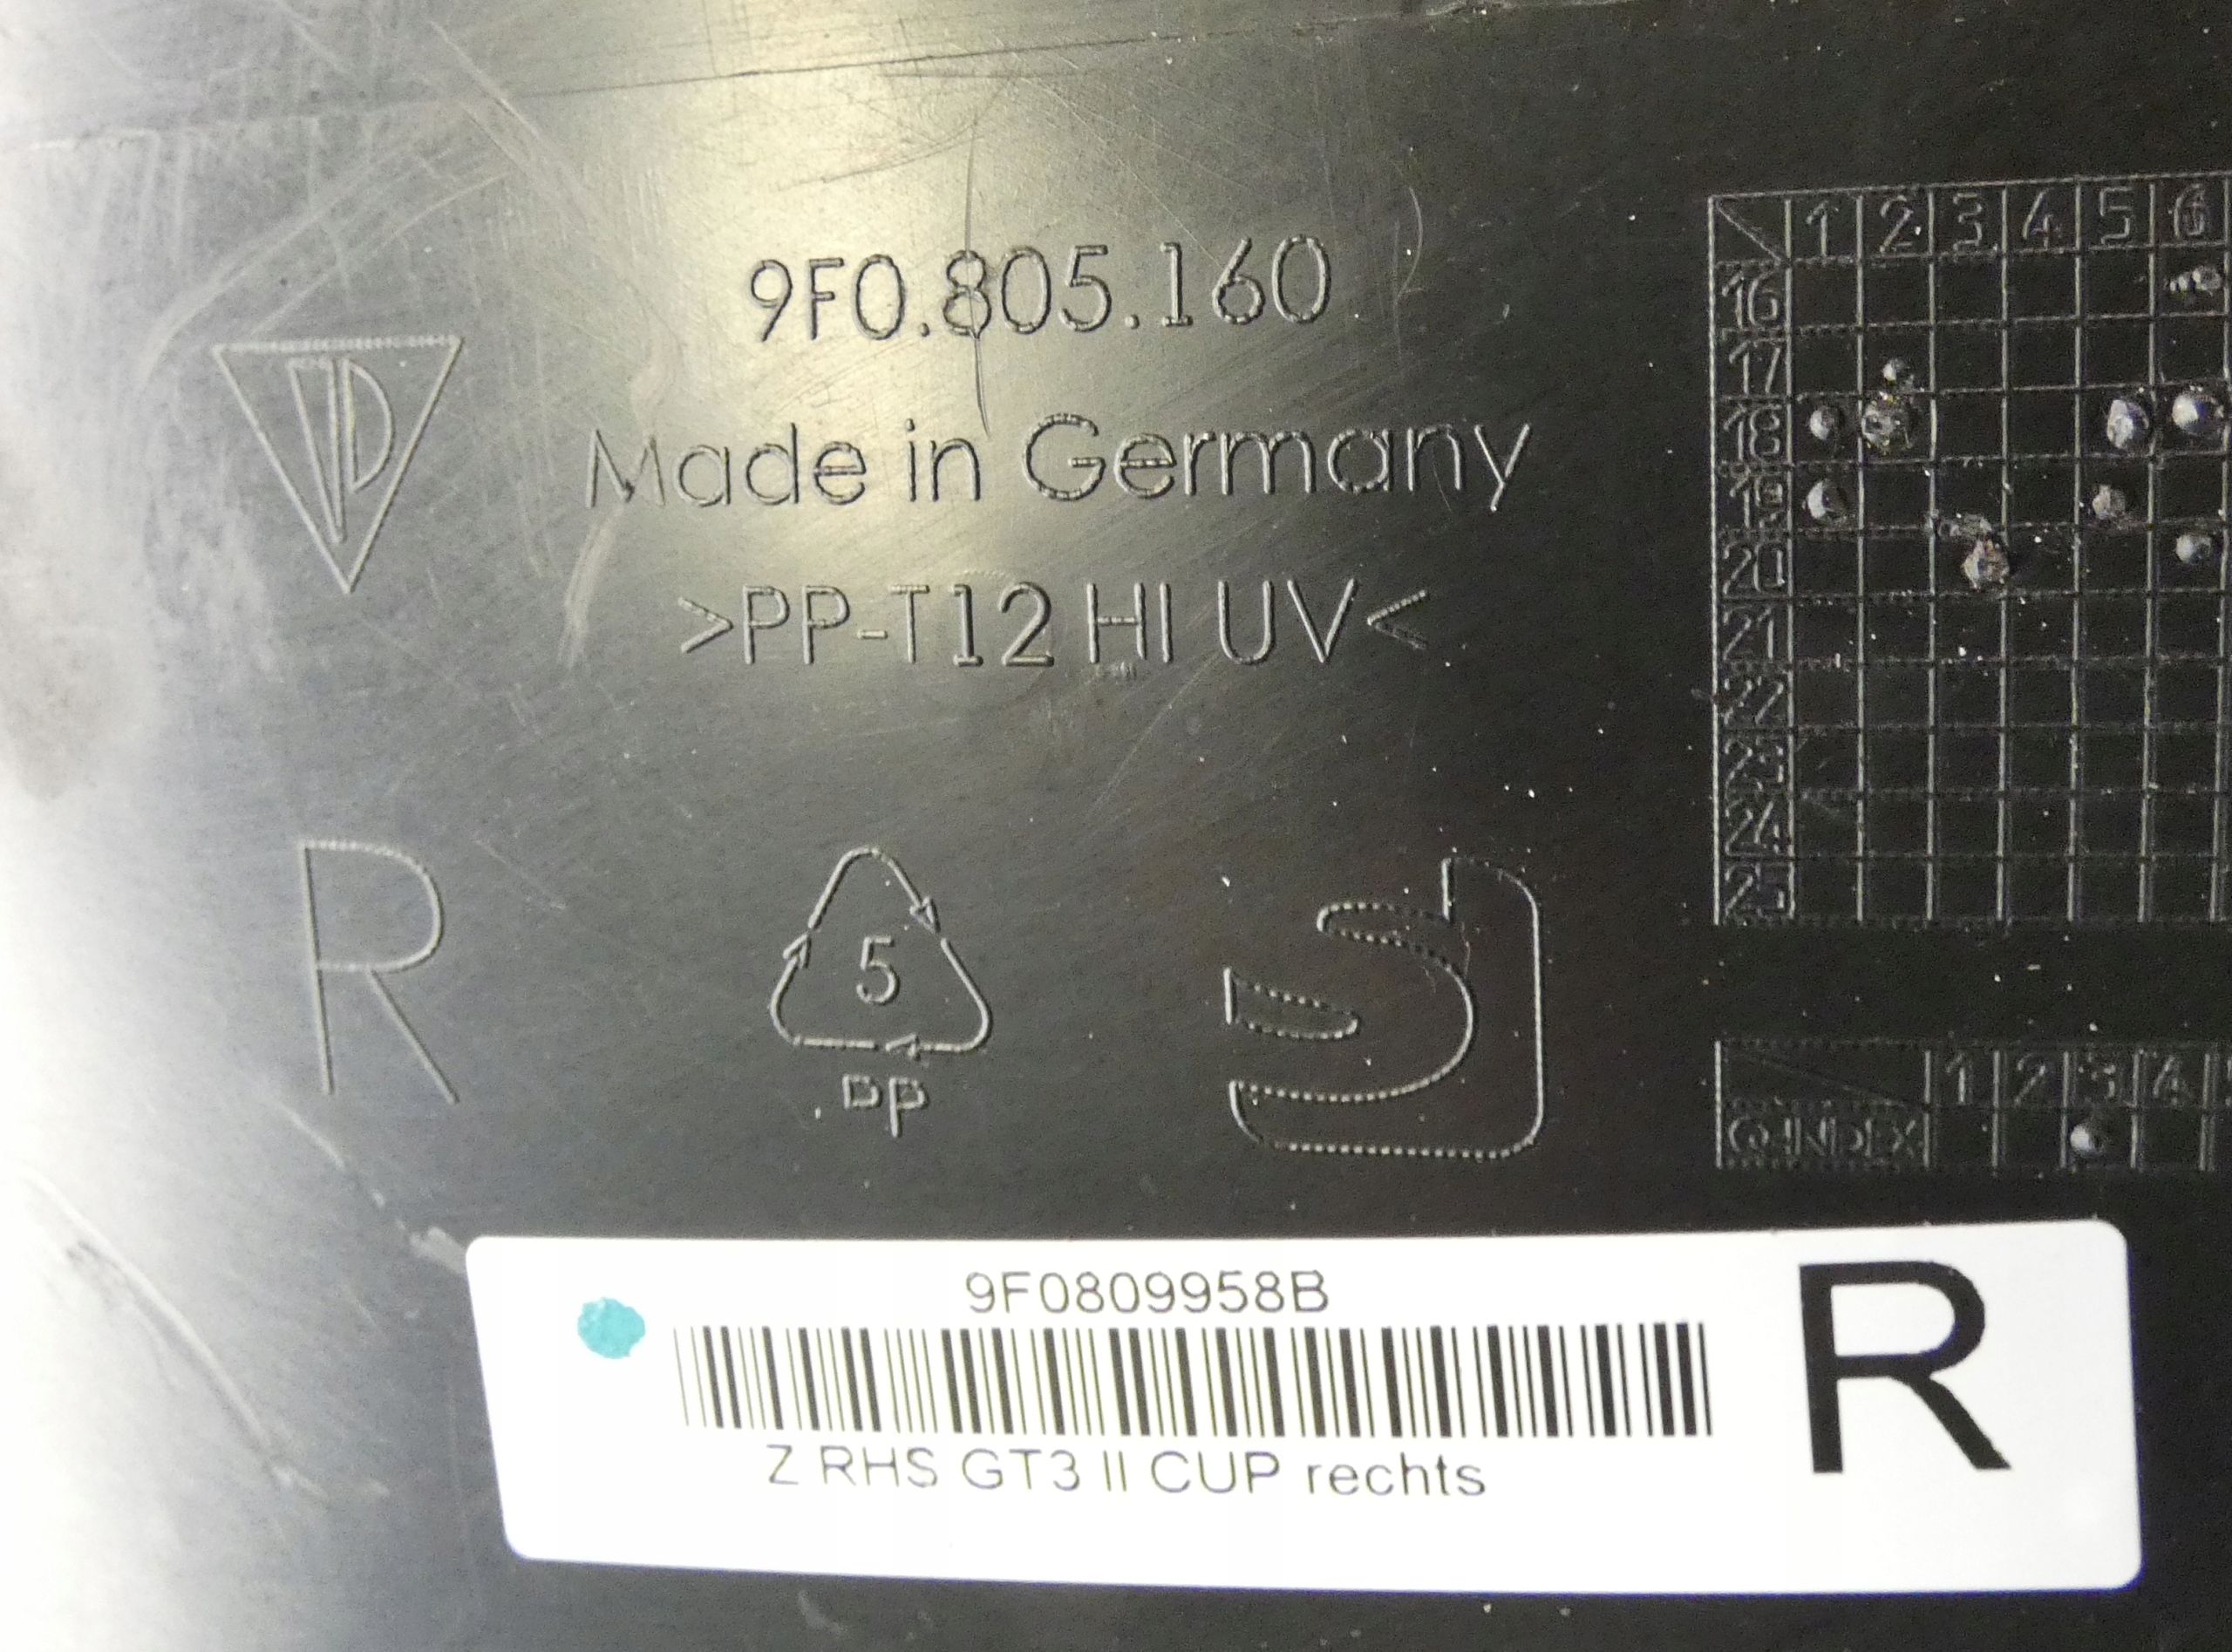 9F0.805.160
Made in Germany
>PP-T12 HI UV<
R
5
PP
1 2 3 4 5 6
16
17
18
19
20
21
22
23
24
25
1 2 3 4
Q-INDEX
9F0809958B
Z RHS GT3 II CUP rechts
R